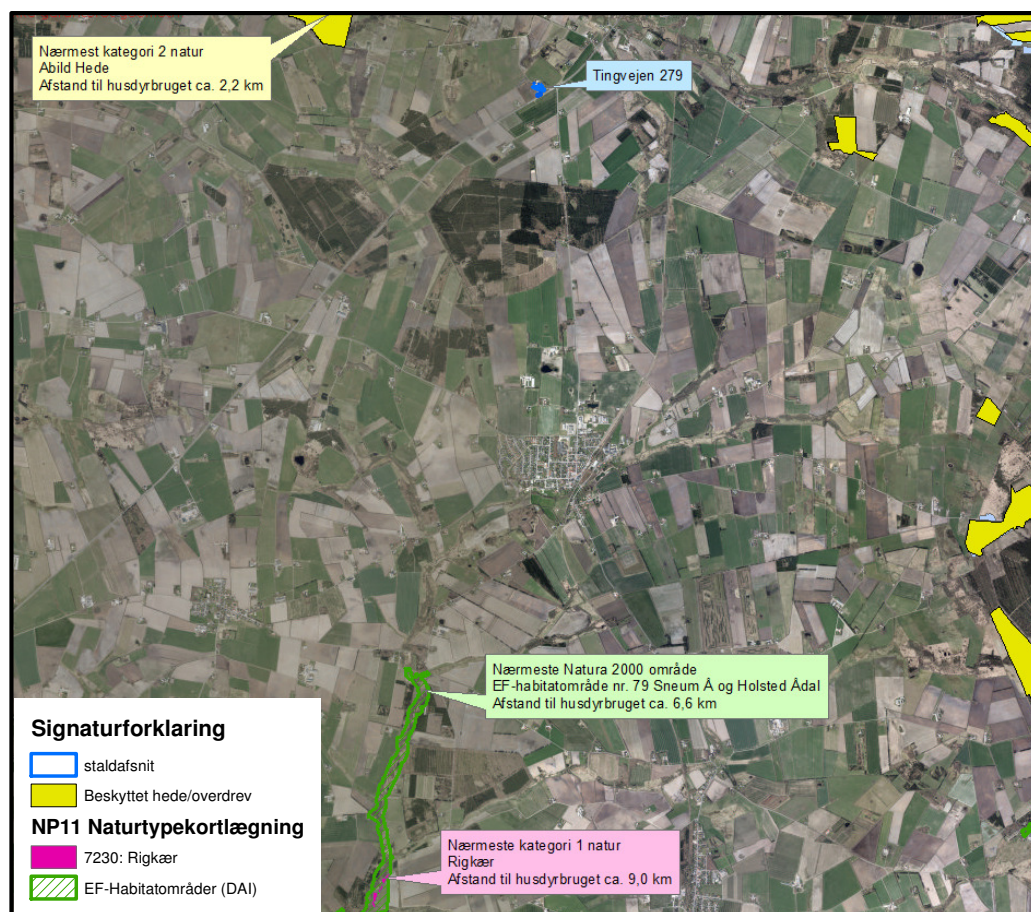 Nærmest kategori 2 natur
Abild Hede
Afstand til husdyrbruget ca. 2,2 km
Tingvejen 279
Nærmeste Natura 2000 område
EF-habitatområde nr. 79 Sneum Å og Holsted Ådal
Afstand til husdyrbruget ca. 6,6 km
Nærmeste kategori 1 natur
Rigkær
Afstand til husdyrbruget ca. 9,0 km
Signaturforklaring
staldafsnit
Beskyttet hede/overdrev
NP11 Naturtypekortlægning
7230: Rigkær
EF-Habitatområder (DAI)